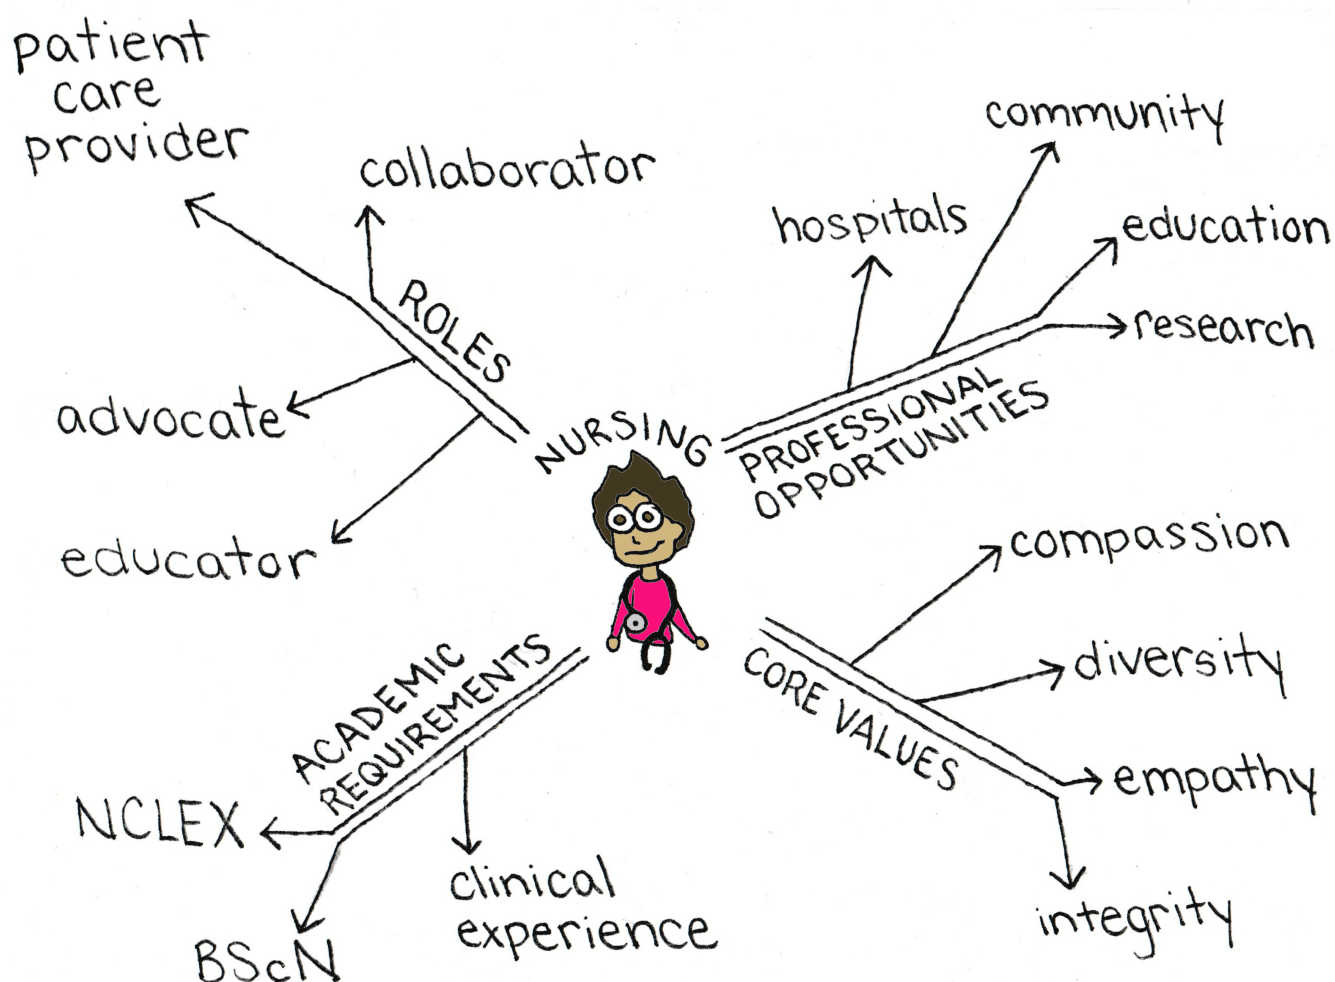 patient
care
provider
collaborator
ROLES
advocate
educator
NURSING
community
hospitals
education
research
PROFESSIONAL
OPPORTUNITIES
compassion
diversity
CORE VALUES
empathy
integrity
ACADEMIC
REQUIREMENTS
NCLEX
BScN
clinical
experience